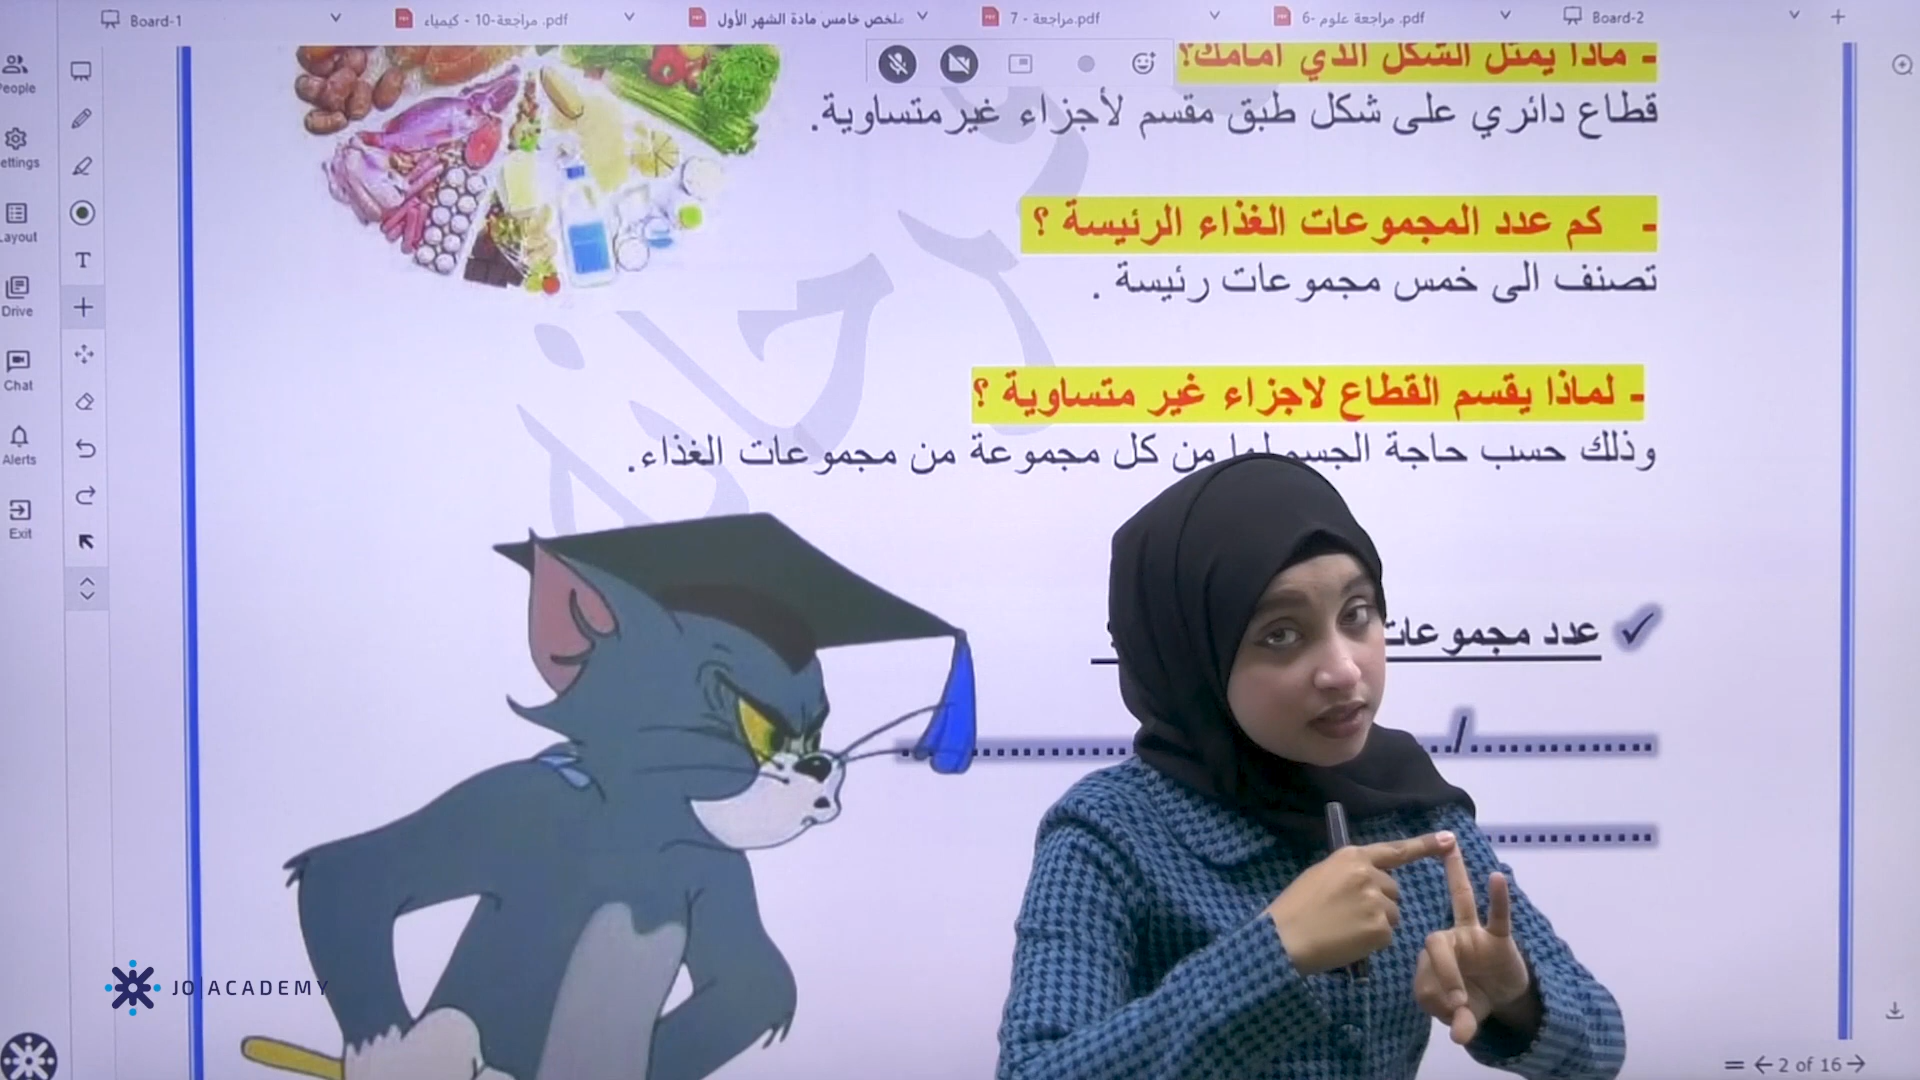 Board-1
مراجعة-10 - كيمياء .pdf
ملخص خامس مادة الشهر الأول
7 - مراجعة.pdf
6- مراجعة علوم .pdf
Board-2
People
Settings
Layout
Drive
Chat
Alerts
Exit
T
- ماذا يمثل الشكل الذي أمامك؟
قطاع دائري على شكل طبق مقسم لأجزاء غير متساوية.
- كم عدد المجموعات الغذاء الرئيسة ؟
تصنف الى خمس مجموعات رئيسة .
- لماذا يقسم القطاع لاجزاء غير متساوية ؟
وذلك حسب حاجة الجسم لها من كل مجموعة من مجموعات الغذاء.
✓ عدد مجموعات
/
JO ACADEMY
2 of 16